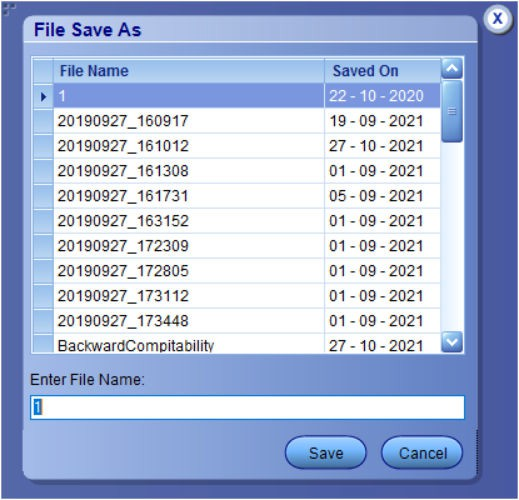 File Save As
X
File Name Saved On
1 22 - 10 - 2020
20190927_160917 19 - 09 - 2021
20190927_161012 27 - 10 - 2021
20190927_161308 01 - 09 - 2021
20190927_161731 05 - 09 - 2021
20190927_163152 01 - 09 - 2021
20190927_172309 01 - 09 - 2021
20190927_172805 01 - 09 - 2021
20190927_173112 01 - 09 - 2021
20190927_173448 01 - 09 - 2021
BackwardCompitability 27 - 10 - 2021
Enter File Name:
1
Save Cancel